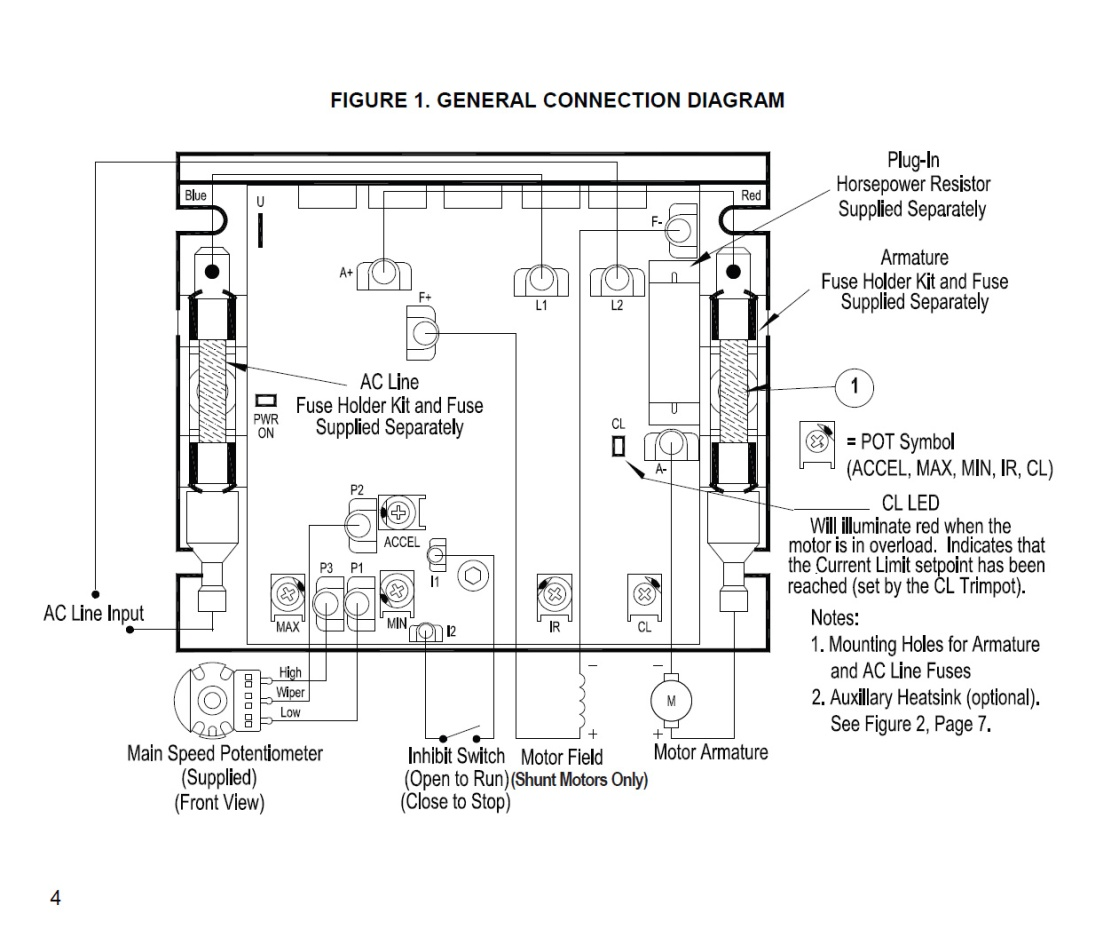 FIGURE 1. GENERAL CONNECTION DIAGRAM
Plug-In
Horsepower Resistor
Supplied Separately
Blue
U
Red
F-
A+
Armature
Fuse Holder Kit and Fuse
Supplied Separately
F+
L1
L2
AC Line
Fuse Holder Kit and Fuse
Supplied Separately
1
PWR
ON
CL
= POT Symbol
(ACCEL, MAX, MIN, IR, CL)
A-
P2
CL LED
Will illuminate red when the
motor is in overload. Indicates that
the Current Limit setpoint has been
reached (set by the CL Trimpot).
ACCEL
I1
P3
P1
AC Line Input
MAX
MIN
I2
IR
CL
Notes:
1. Mounting Holes for Armature
and AC Line Fuses
2. Auxillary Heatsink (optional).
See Figure 2, Page 7.
High
Wiper
Low
−
−
M
+
+
Main Speed Potentiometer
(Supplied)
(Front View)
Inhibit Switch
(Open to Run)
(Close to Stop)
Motor Field
(Shunt Motors Only)
Motor Armature
4